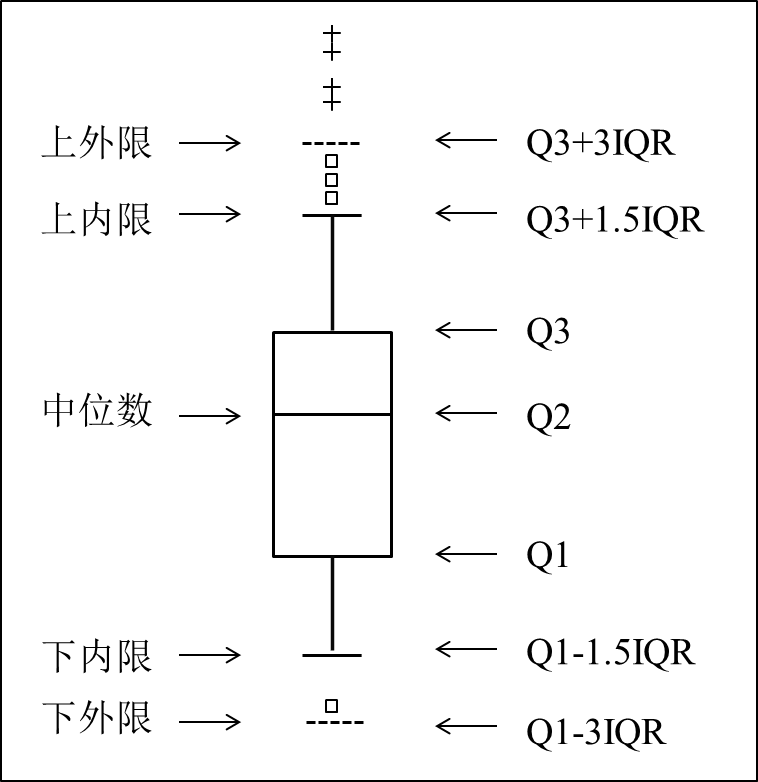 上外限 Q3+3IQR
上内限 Q3+1.5IQR
Q3
中位数 Q2
Q1
下内限 Q1-1.5IQR
下外限 Q1-3IQR